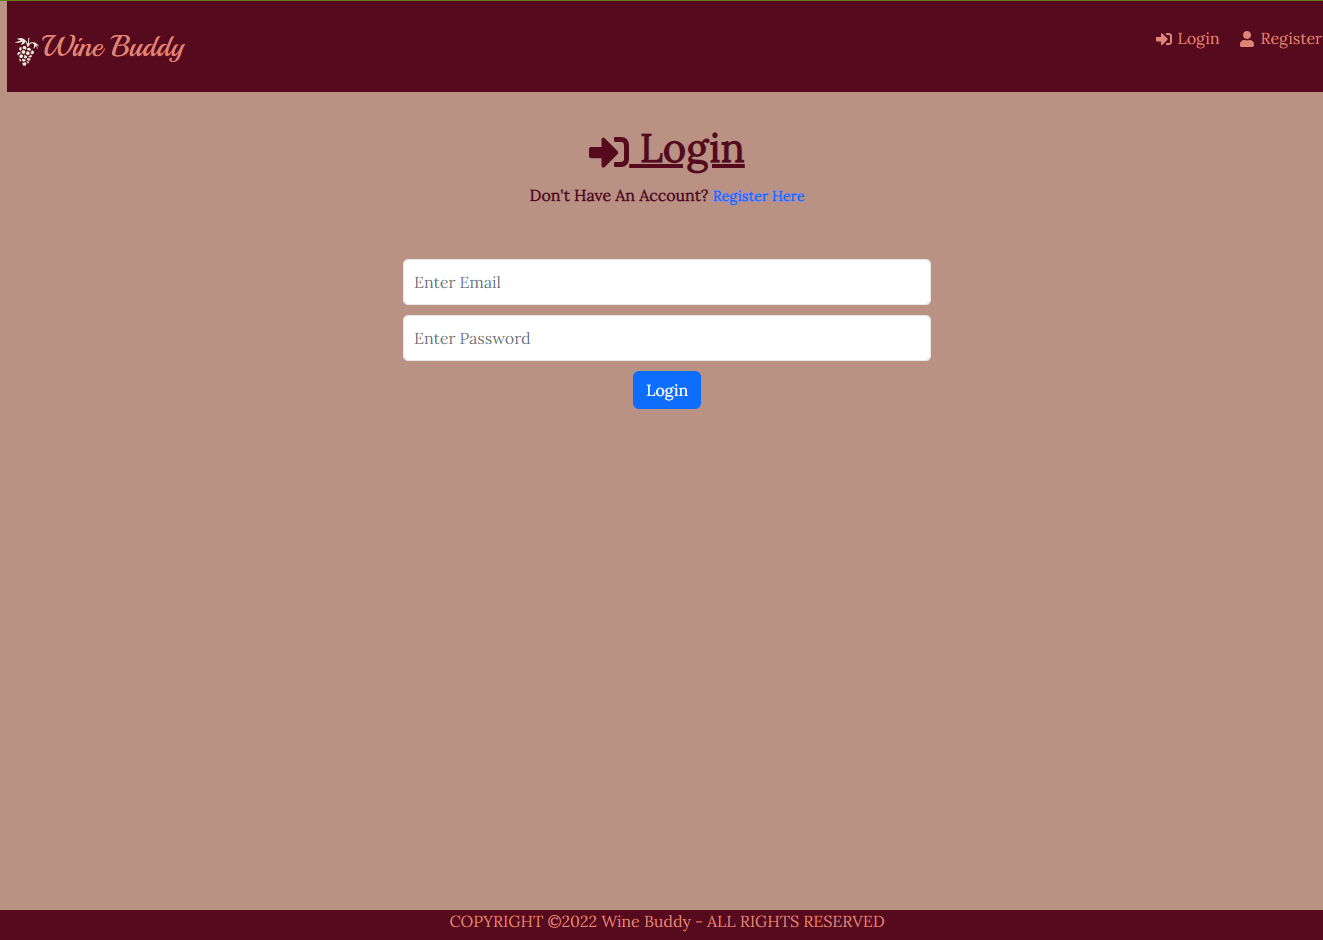 Wine Buddy
Login
Register
Login
Don't Have An Account? Register Here
Enter Email
Enter Password
Login
COPYRIGHT ©2022 Wine Buddy - ALL RIGHTS RESERVED